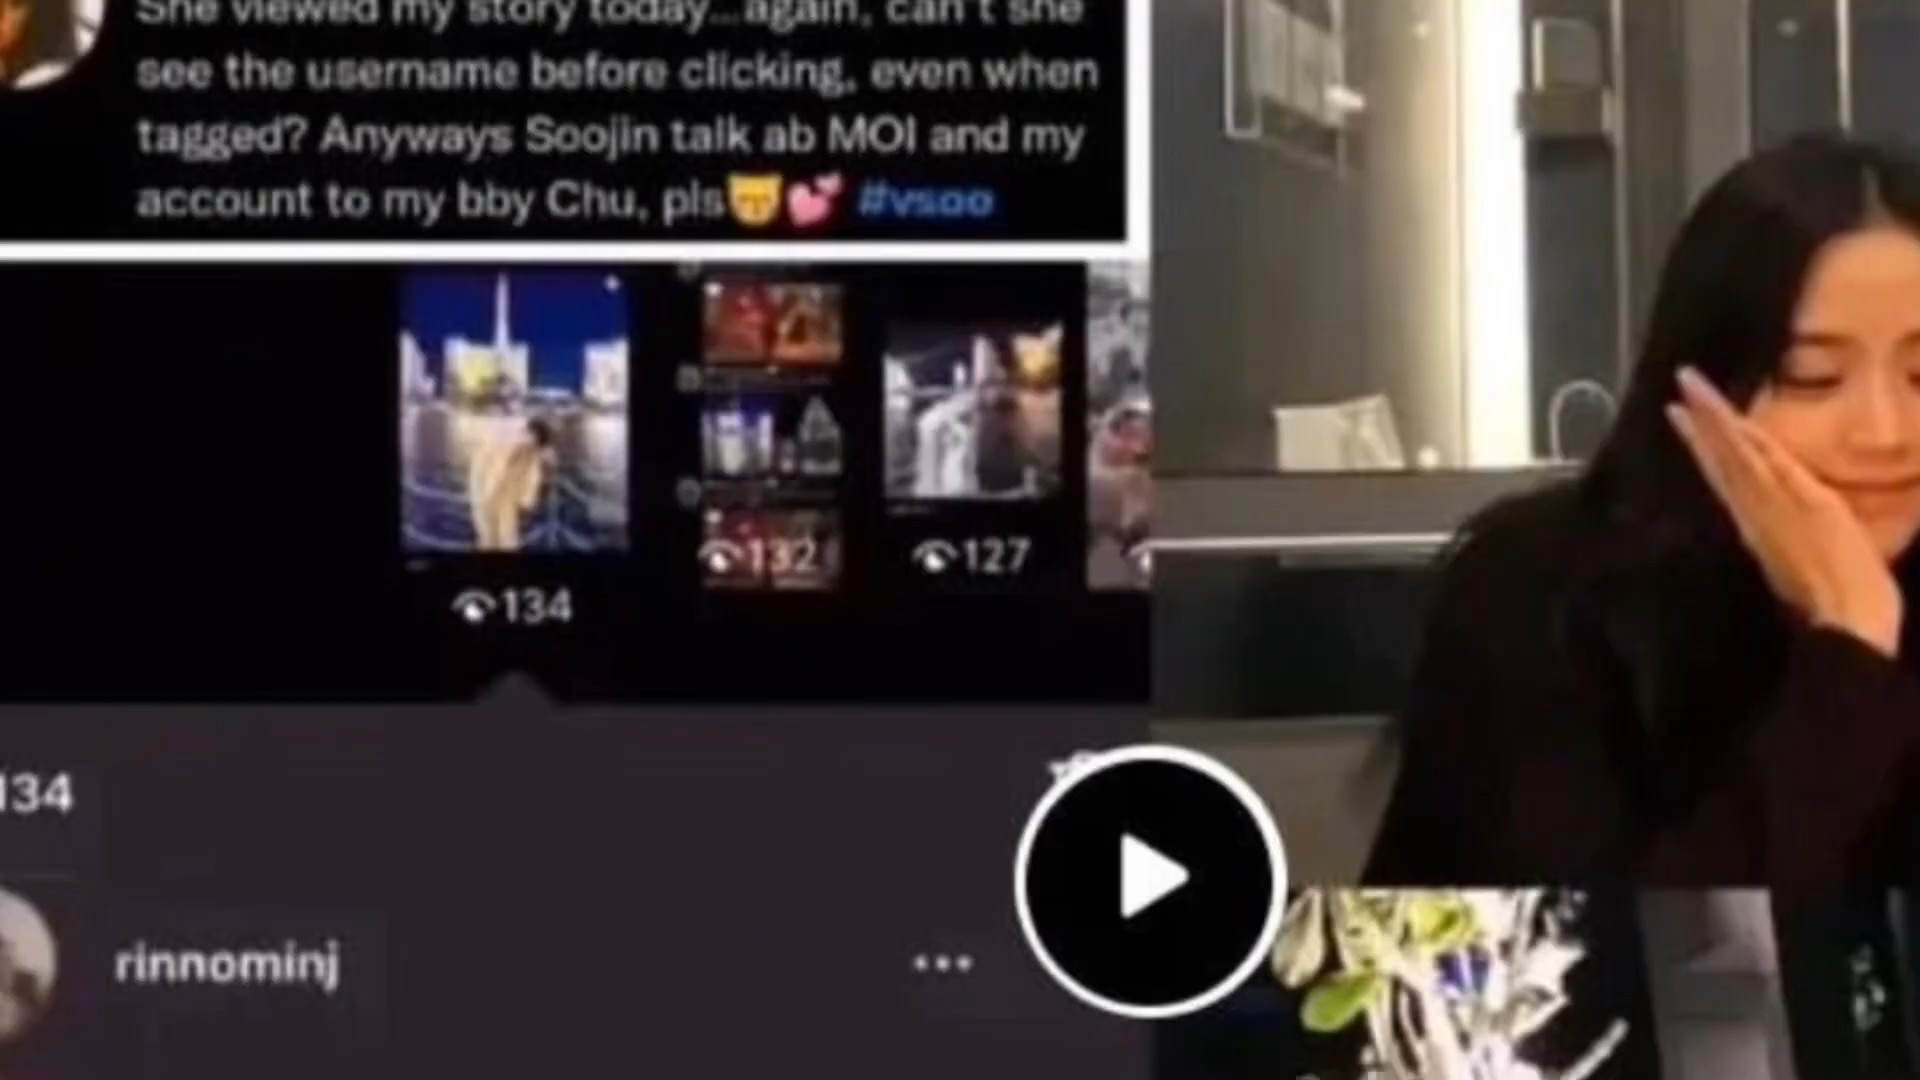 She viewed my story today...again, can't she
see the username before clicking, even when
tagged? Anyways Soojin talk ab MOI and my
account to my bby Chu, pls😽💕 #vsoo
132
127
134
134
rinnominj
...